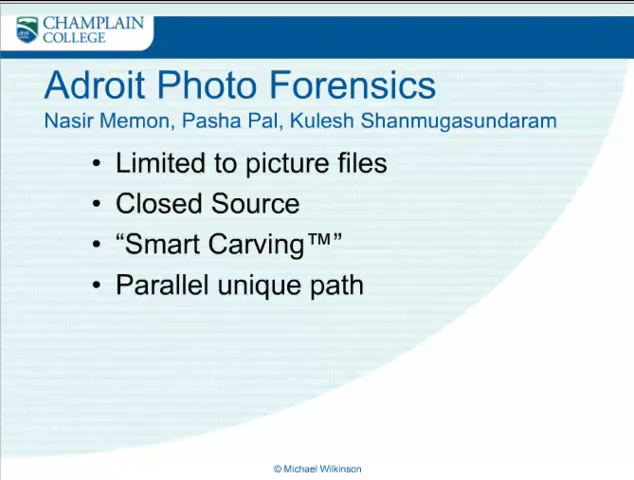 CHAMPLAIN
COLLEGE
Adroit Photo Forensics
Nasir Memon, Pasha Pal, Kulesh Shanmugasundaram
• Limited to picture files
• Closed Source
• “Smart Carving™”
• Parallel unique path
© Michael Wilkinson